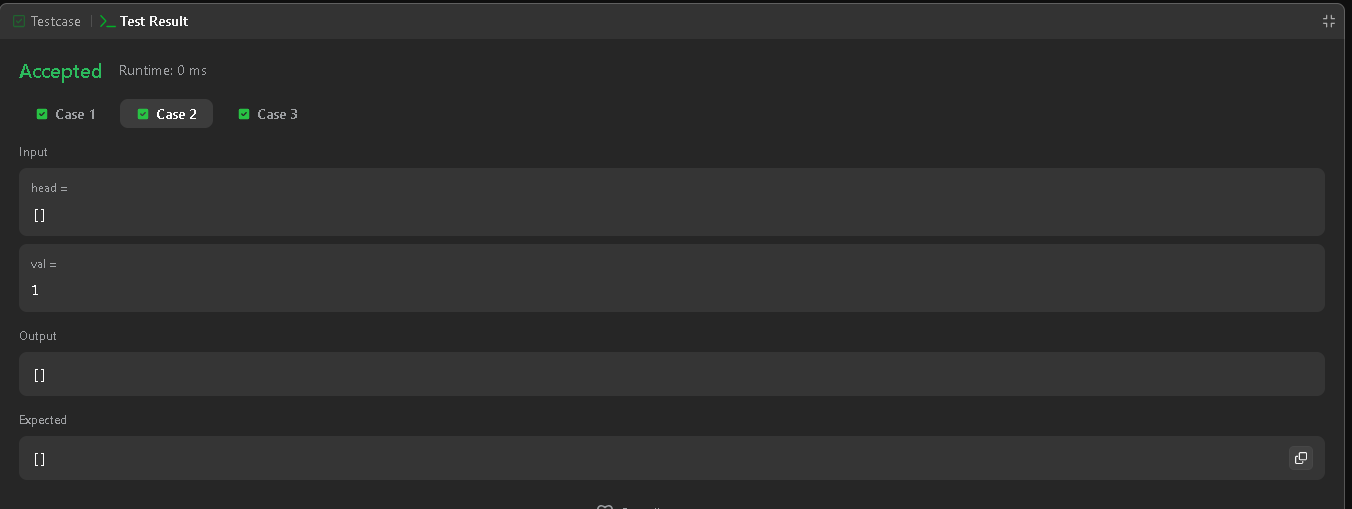 Testcase | Test Result
Accepted Runtime: 0 ms
Case 1 Case 2 Case 3
Input
head =
[]
val =
1
Output
[]
Expected
[]